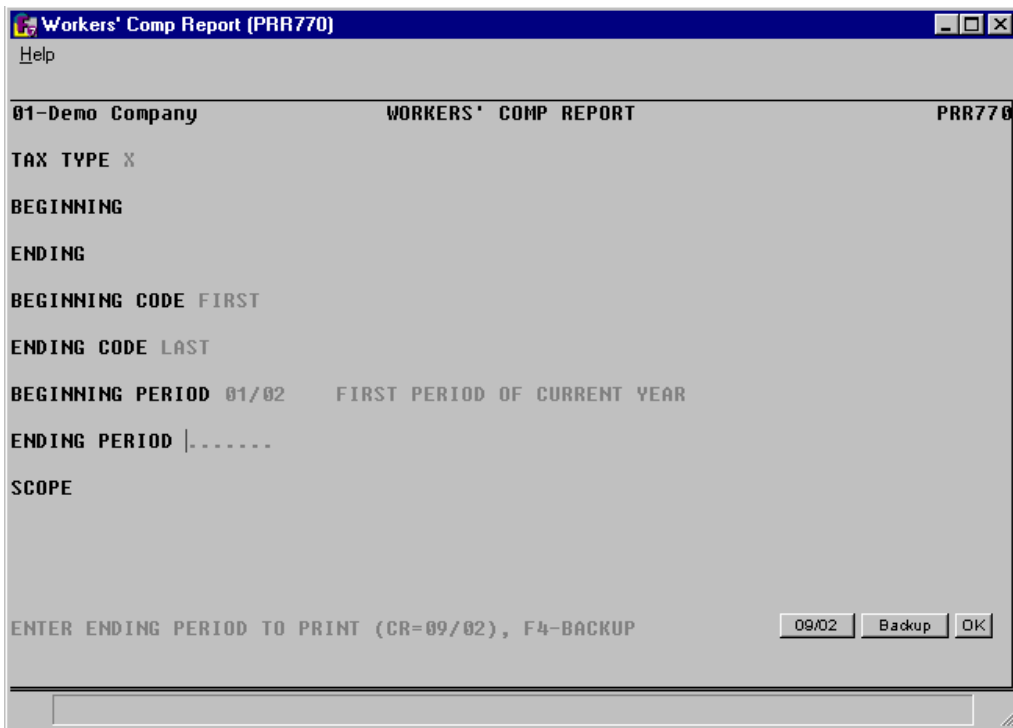 Workers' Comp Report (PRR770)
Help
01-Demo Company WORKERS' COMP REPORT PRR770
TAX TYPE X
BEGINNING
ENDING
BEGINNING CODE FIRST
ENDING CODE LAST
BEGINNING PERIOD 01/02 FIRST PERIOD OF CURRENT YEAR
ENDING PERIOD .......
SCOPE
ENTER ENDING PERIOD TO PRINT (CR=09/02), F4-BACKUP 09/02 Backup OK